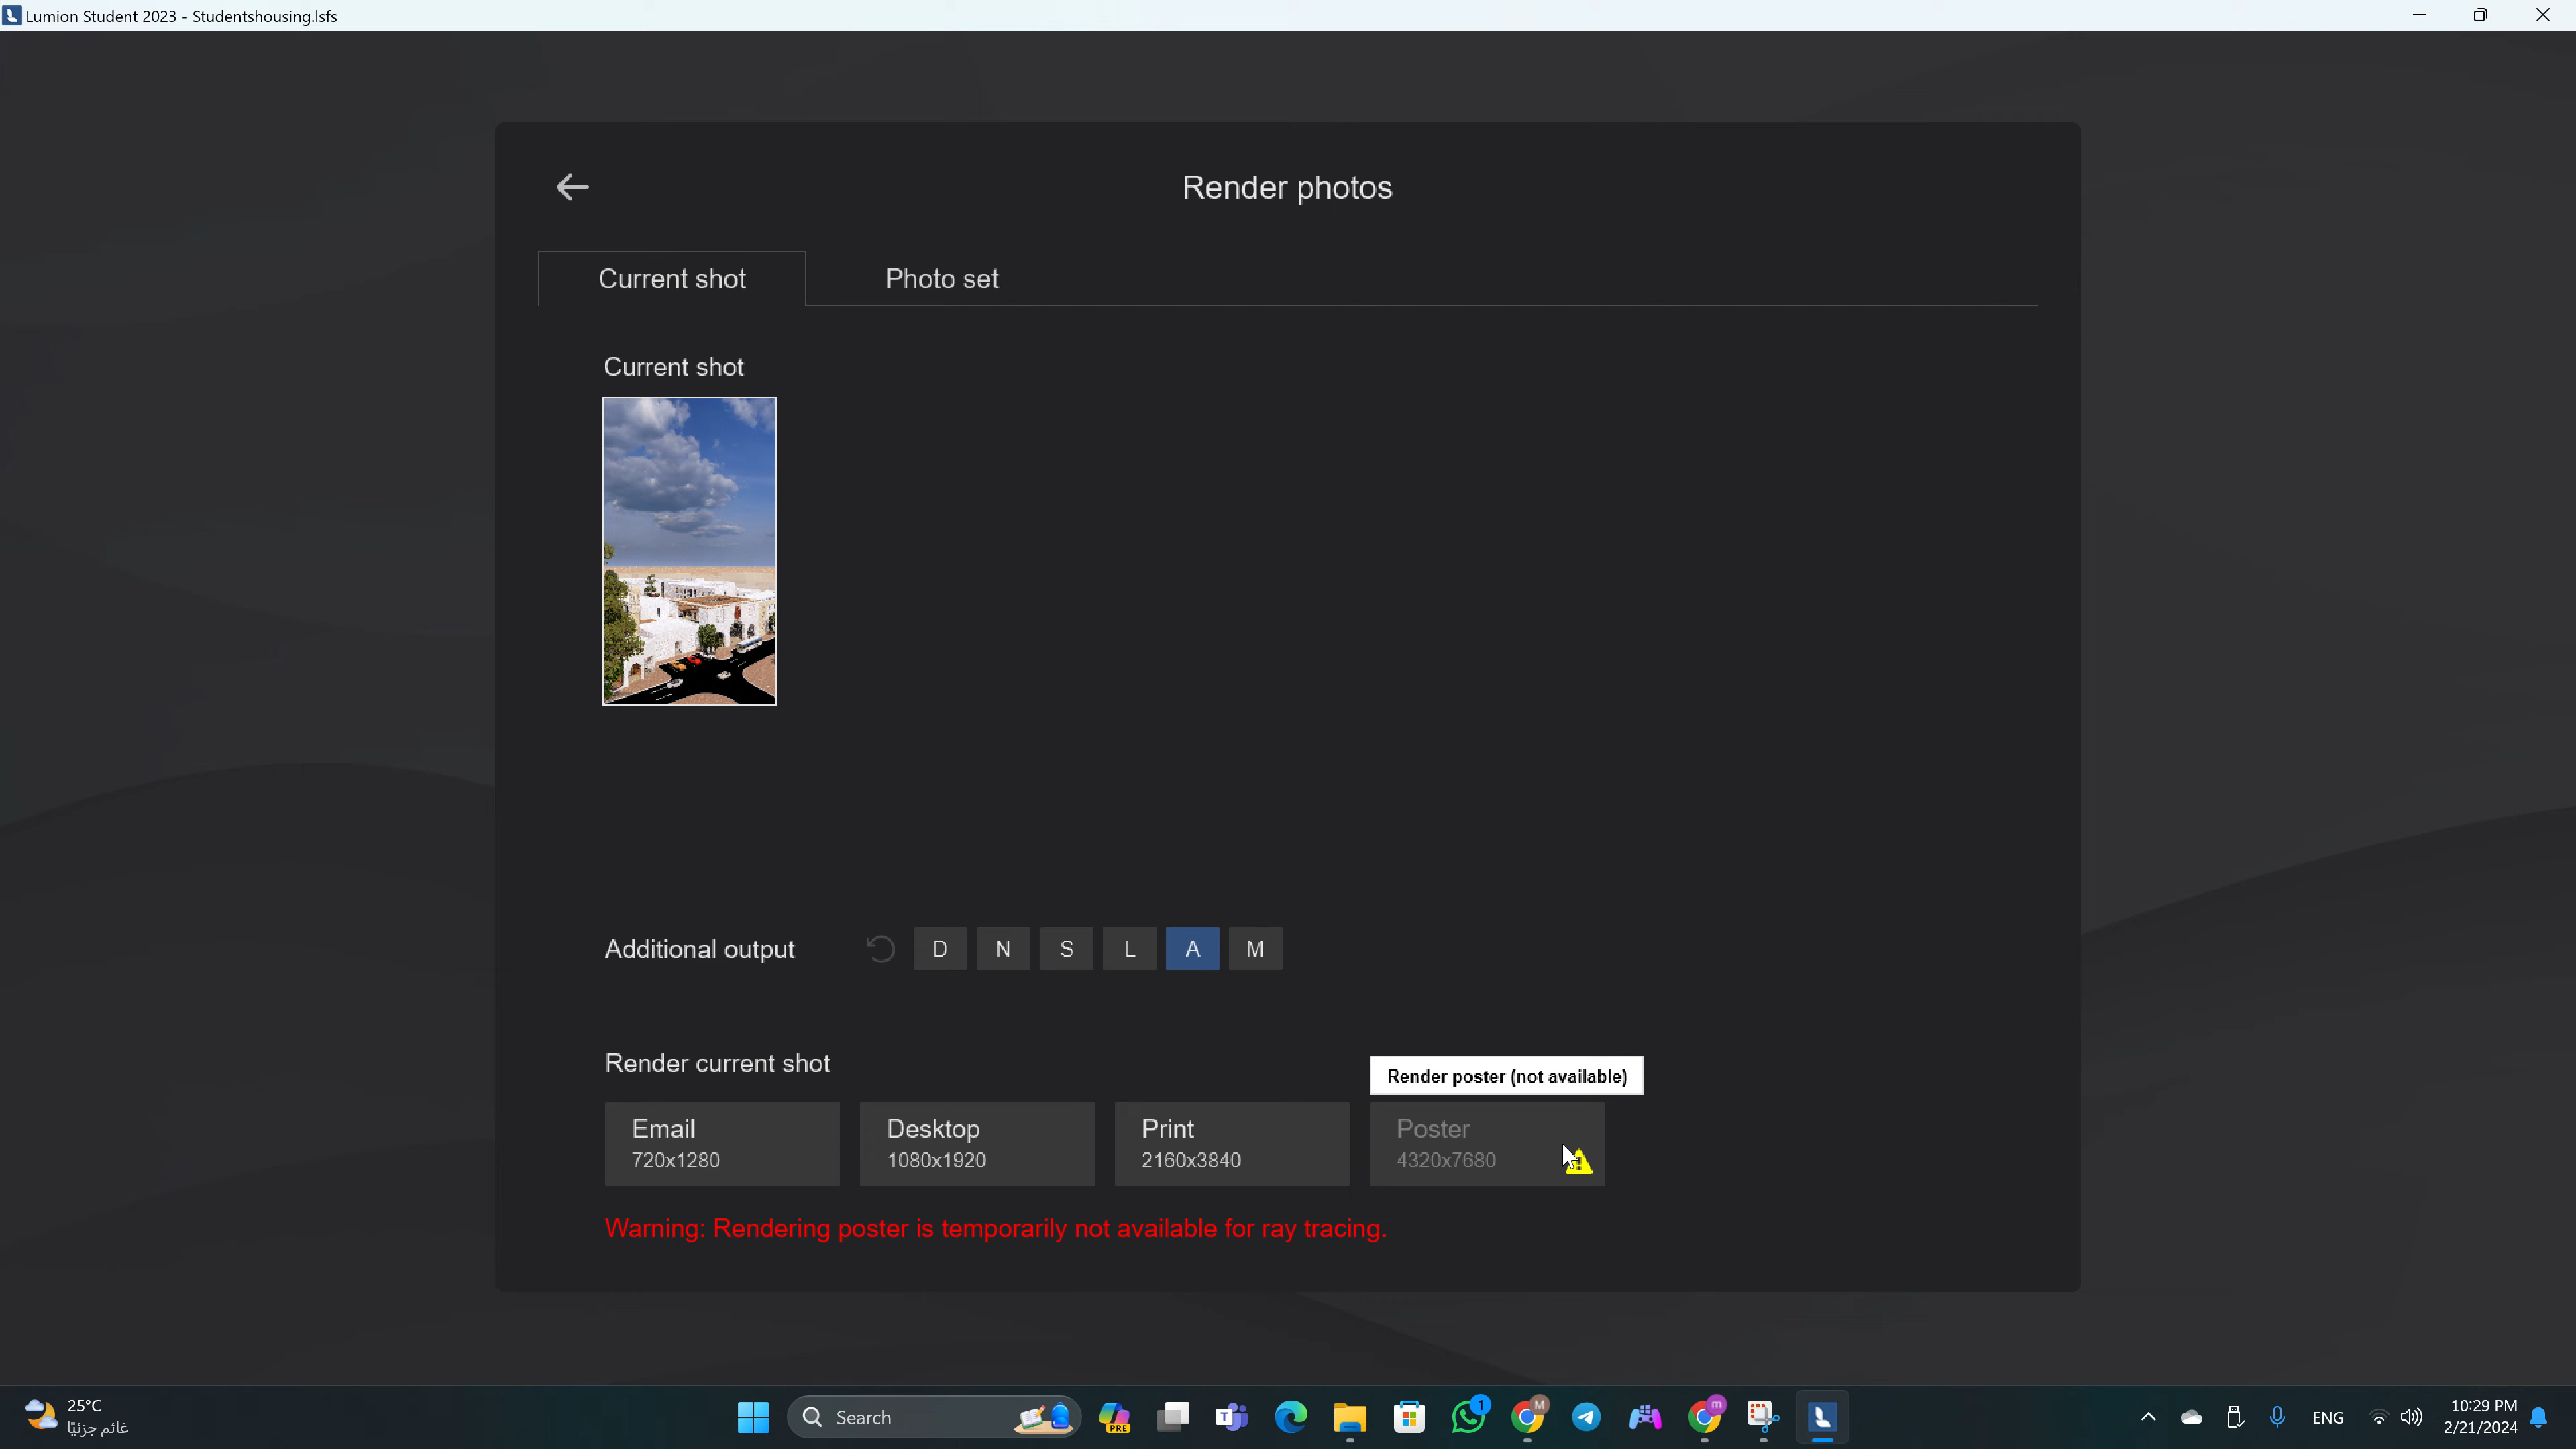 Lumion Student 2023 - Studentshousing.lsfs
Render photos
Current shot
Photo set
Current shot
Additional output
D
N
S
L
A
M
Render current shot
Render poster (not available)
Email
720x1280
Desktop
1080x1920
Print
2160x3840
Poster
4320x7680
Warning: Rendering poster is temporarily not available for ray tracing.
25°C
غائم جزئيًا
Search
PRE
T
1
M
m
ENG
10:29 PM
2/21/2024